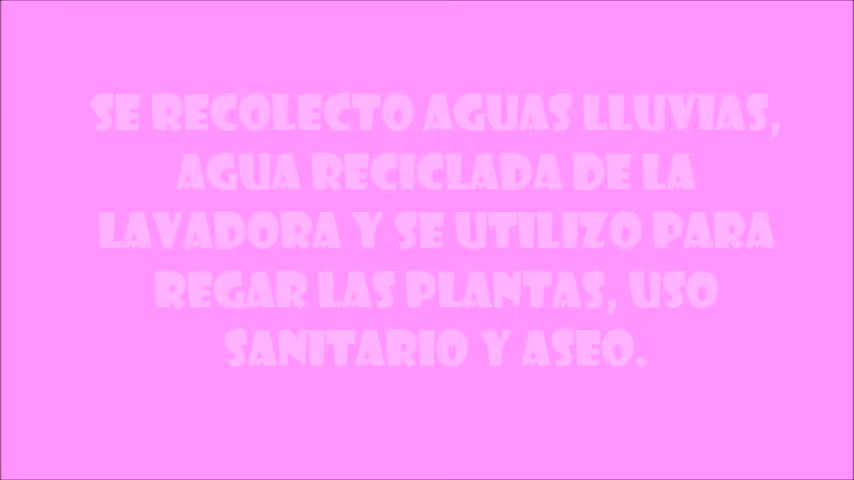 SE RECOLECTO AGUAS LLUVIAS,
AGUA RECICLADA DE LA
LAVADORA Y SE UTILIZO PARA
REGAR LAS PLANTAS, USO
SANITARIO Y ASEO.